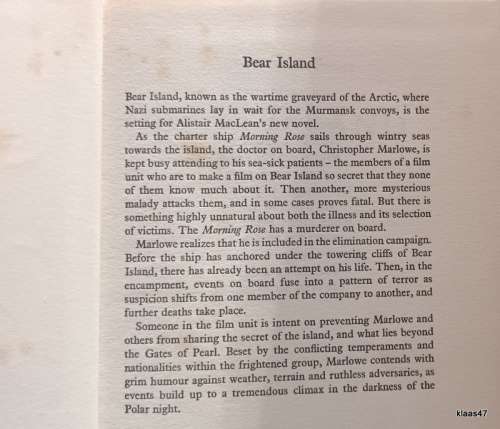 Bear Island
Bear Island, known as the wartime graveyard of the Arctic, where
Nazi submarines lay in wait for the Murmansk convoys, is the
setting for Alistair MacLean's new novel.
As the charter ship Morning Rose sails through wintry seas
towards the island, the doctor on board, Christopher Marlowe, is
kept busy attending to his sea-sick patients – the members of a film
unit who are to make a film on Bear Island so secret that they none
of them know much about it. Then another, more mysterious
malady attacks them, and in some cases proves fatal. But there is
something highly unnatural about both the illness and its selection
of victims. The Morning Rose has a murderer on board.
Marlowe realizes that he is included in the elimination campaign.
Before the ship has anchored under the towering cliffs of Bear
Island, there has already been an attempt on his life. Then, in the
encampment, events on board fuse into a pattern of terror as
suspicion shifts from one member of the company to another, and
further deaths take place.
Someone in the film unit is intent on preventing Marlowe and
others from sharing the secret of the island, and what lies beyond
the Gates of Pearl. Beset by the conflicting temperaments and
nationalities within the frightened group, Marlowe contends with
grim humour against weather, terrain and ruthless adversaries, as
events build up to a tremendous climax in the darkness of the
Polar night.
klaas47